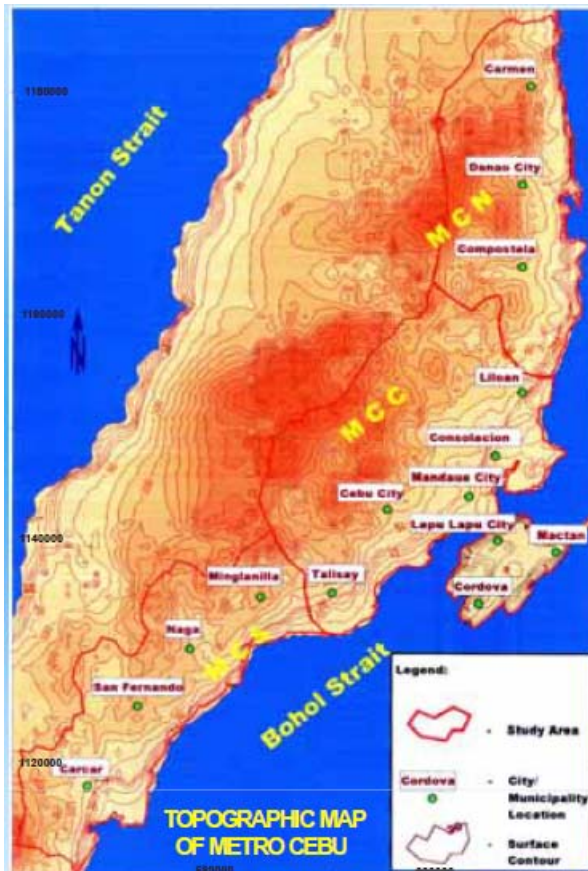 Carmen
1180000
Tanon Strait
Danao City
M C N
Compostela
1160000
N
Liloan
M C C
Consolacion
Mandaue City
Cebu City
Lapu Lapu City
1140000
Mactan
Minglanilla
Talisay
Cordova
Naga
M C S
Bohol Strait
San Fernando
Legend:
- Study Area
1120000
Carcar
Cordova - City/
Municipality
Location
TOPOGRAPHIC MAP
OF METRO CEBU
- Surface
Contour